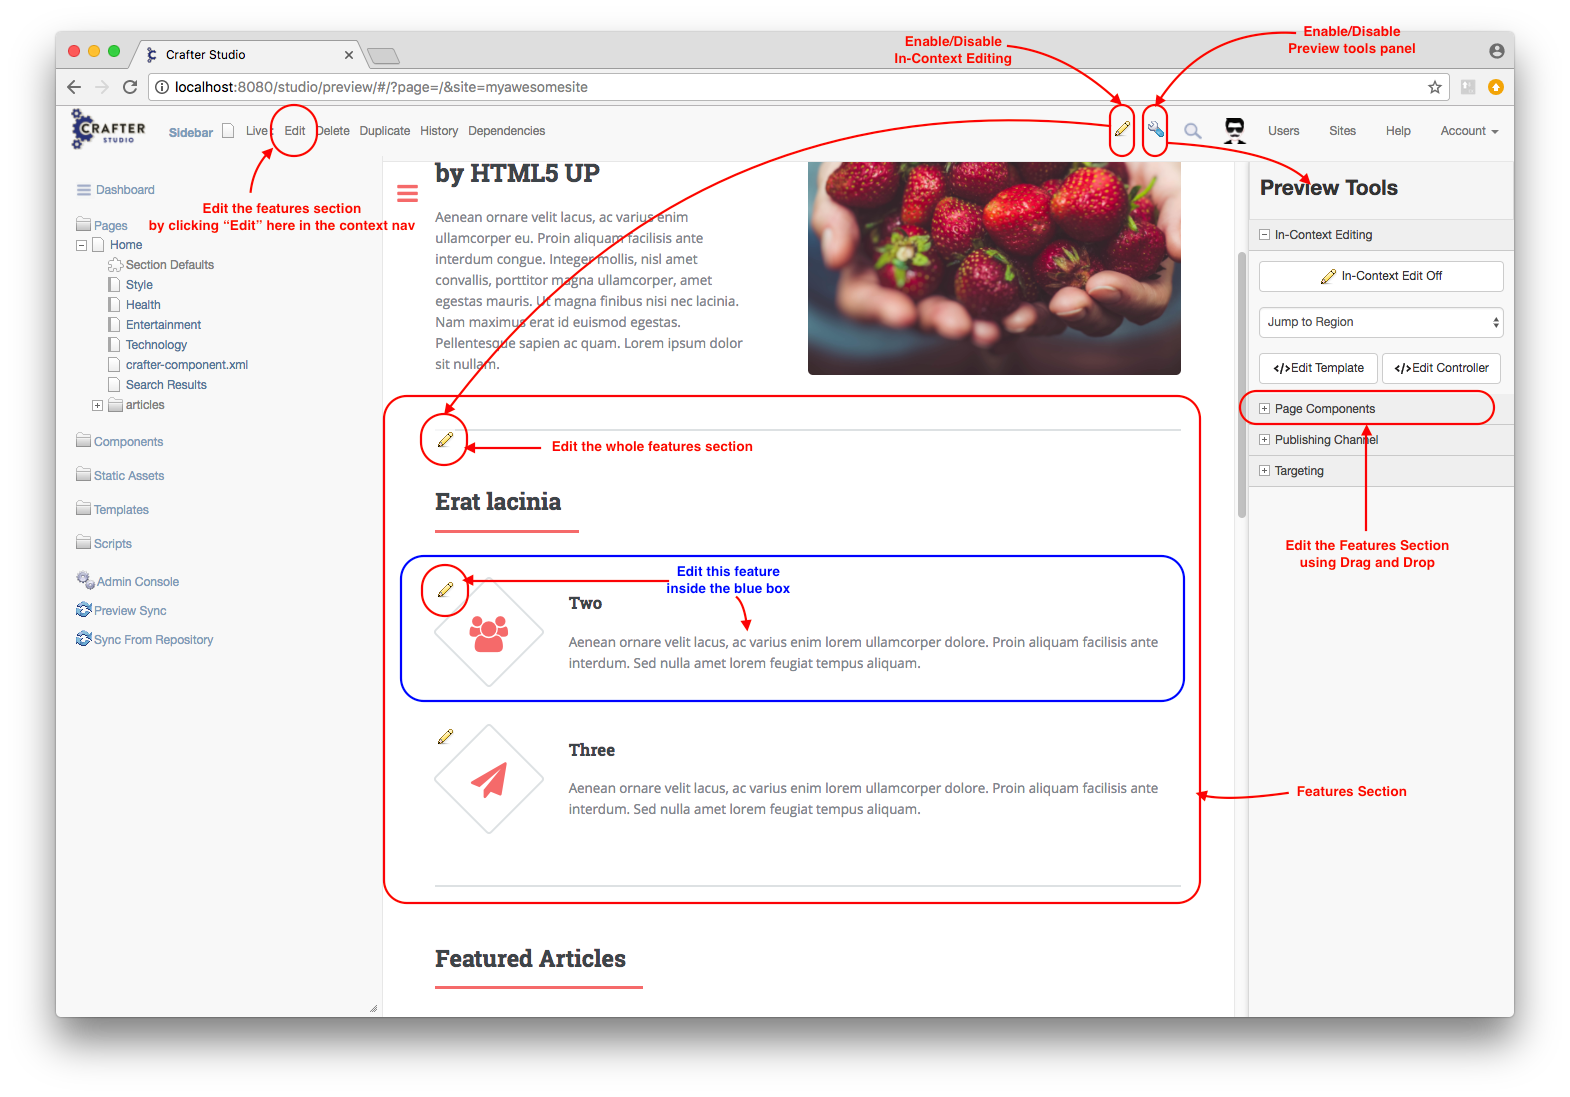 Enable/Disable
In-Context Editing
Enable/Disable
Preview tools panel
Crafter Studio
localhost:8080/studio/preview/#/?page=/&site=myawesomesite
CRAFTER
STUDIO
Sidebar
Live
Edit
Delete
Duplicate
History
Dependencies
Users
Sites
Help
Account
Dashboard
Edit the features section
by clicking “Edit” here in the context nav
Pages
Home
Section Defaults
Style
Health
Entertainment
Technology
crafter-component.xml
Search Results
articles
Components
Static Assets
Templates
Scripts
Admin Console
Preview Sync
Sync From Repository
by HTML5 UP
Aenean ornare velit lacus, ac varius enim
ullamcorper eu. Proin aliquam facilisis ante
interdum congue. Integer mollis, nisl amet
convallis, porttitor magna ullamcorper, amet
egestas mauris. Ut magna finibus nisi nec lacinia.
Nam maximus erat id euismod egestas.
Pellentesque sapien ac quam. Lorem ipsum dolor
sit nullam.
Edit the whole features section
Erat lacinia
Edit this feature
inside the blue box
Two
Aenean ornare velit lacus, ac varius enim lorem ullamcorper dolore. Proin aliquam facilisis ante
interdum. Sed nulla amet lorem feugiat tempus aliquam.
Three
Aenean ornare velit lacus, ac varius enim lorem ullamcorper dolore. Proin aliquam facilisis ante
interdum. Sed nulla amet lorem feugiat tempus aliquam.
Features Section
Featured Articles
Preview Tools
In-Context Editing
In-Context Edit Off
Jump to Region
</>Edit Template
</>Edit Controller
Page Components
Publishing Channel
Targeting
Edit the Features Section
using Drag and Drop